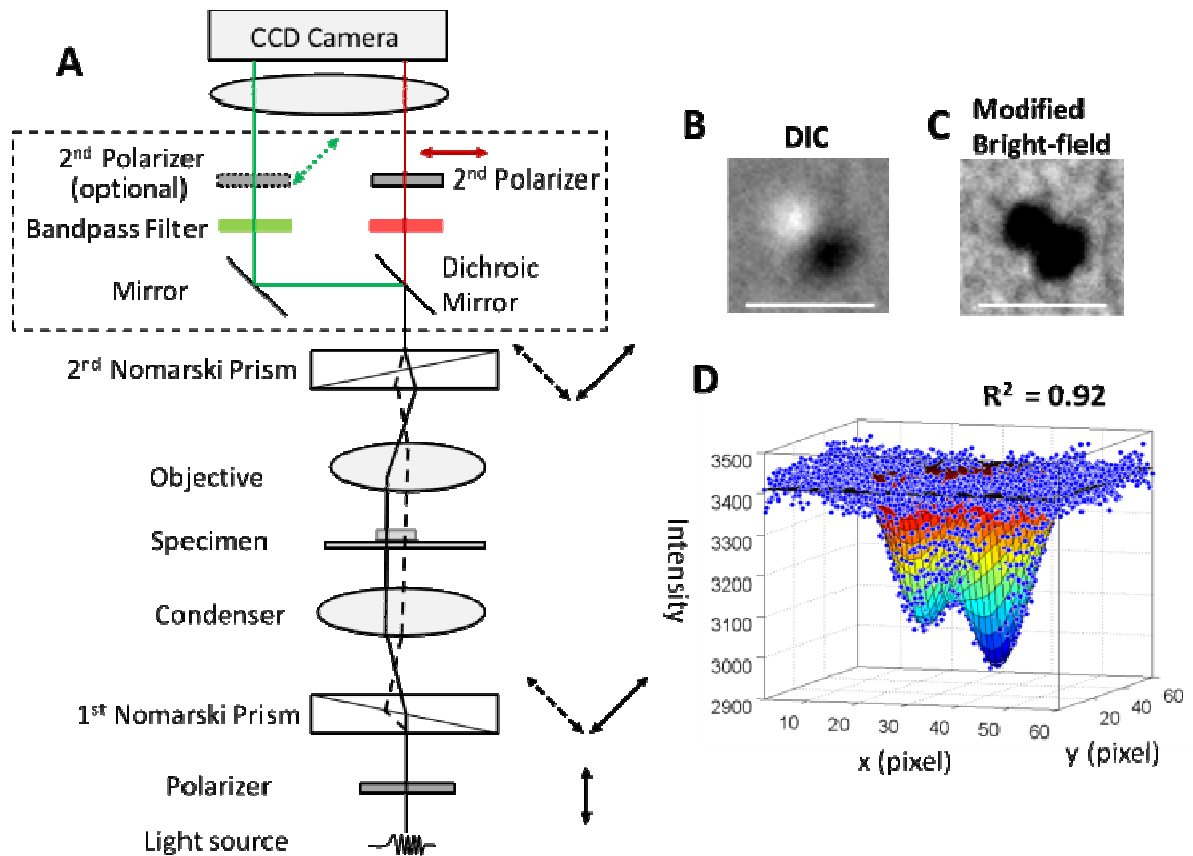 A
CCD Camera
2nd Polarizer
(optional)
2nd Polarizer
Bandpass Filter
Mirror
Dichroic
Mirror
2rd Nomarski Prism
Objective
Specimen
Condenser
1st Nomarski Prism
Polarizer
Light source
B
DIC
C
Modified
Bright-field
D
R2 = 0.92
3500
3400
3300
3200
3100
3000
2900
Intensity
10
20
30
40
50
60
x (pixel)
20
40
60
y (pixel)